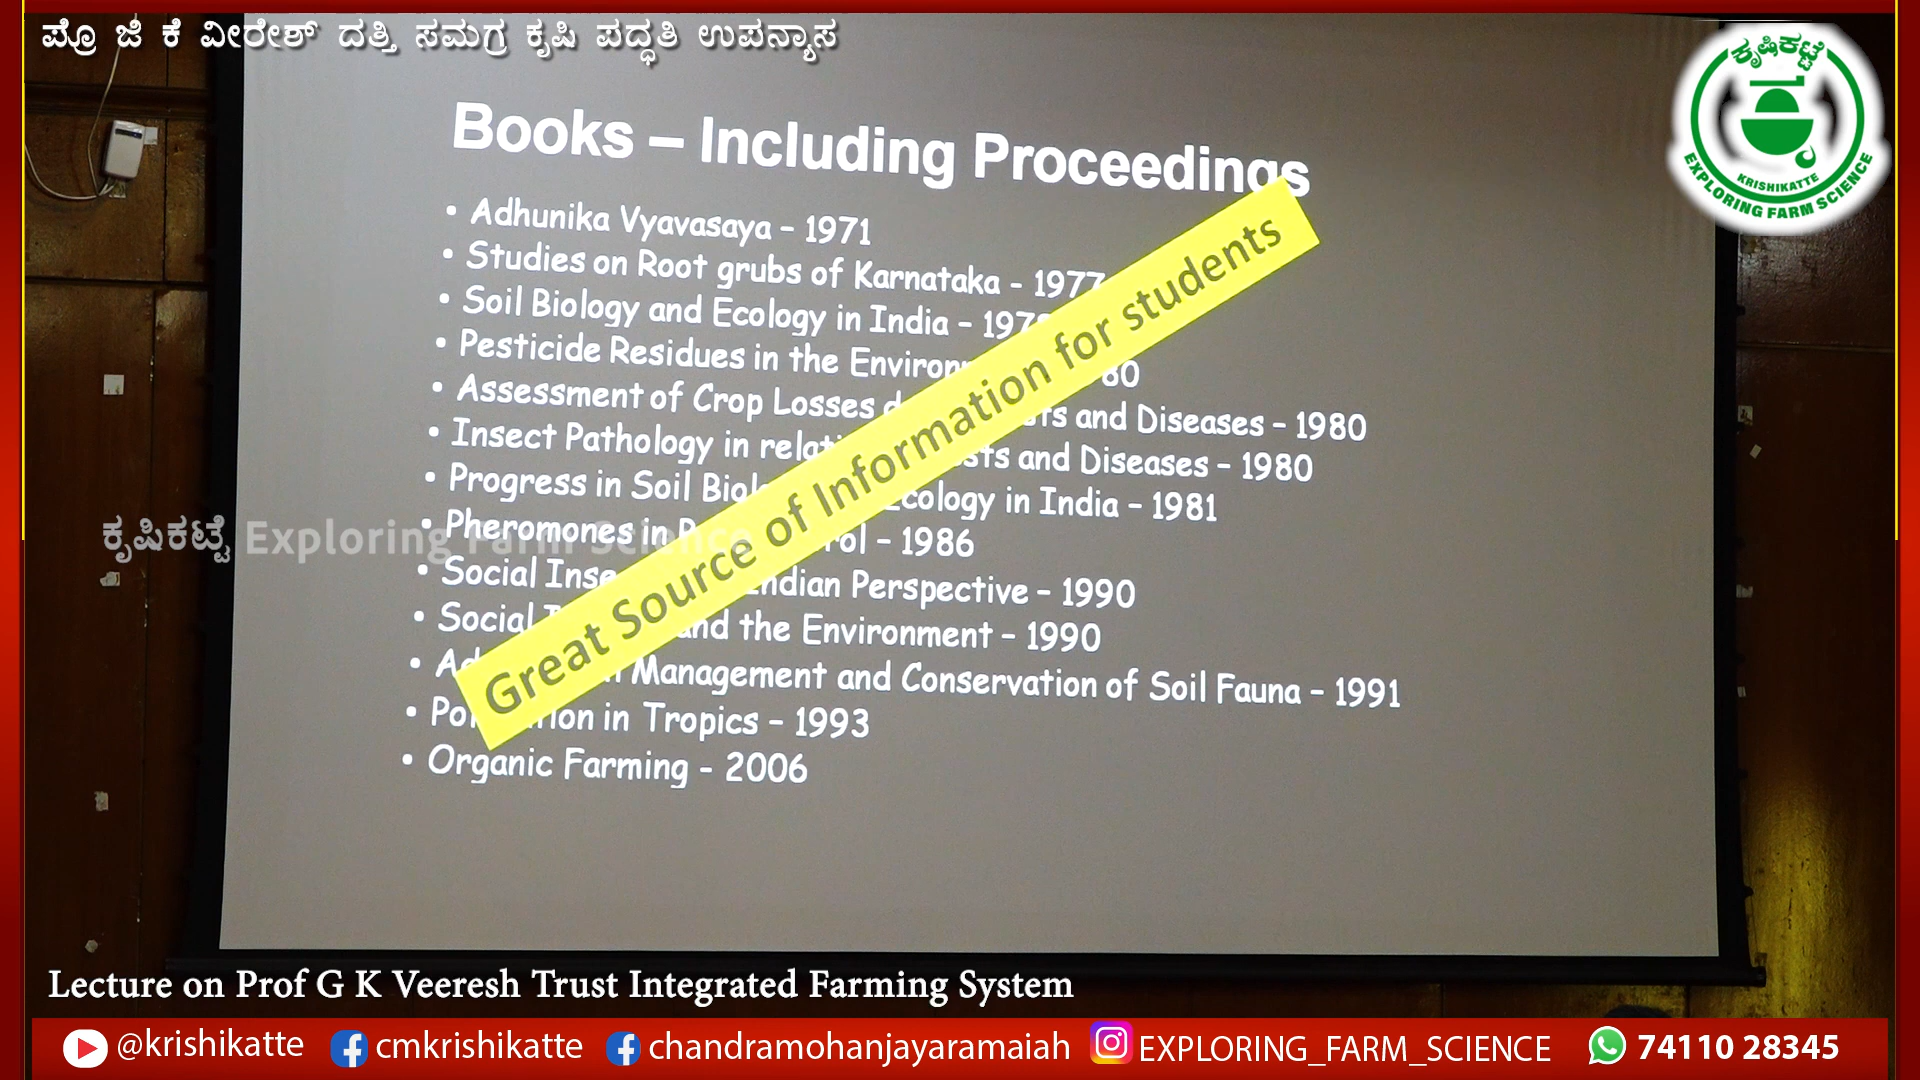 ಪ್ರೊ ಜಿ ಕೆ ವೀರೇಶ್ ದತ್ತಿ ಸಮಗ್ರ ಕೃಷಿ ಪದ್ಧತಿ ಉಪನ್ಯಾಸ
ಕೃಷಿಕಟ್ಟೆ
KRISHIKATTE
EXPLORING FARM SCIENCE
Books – Including Proceedings
• Adhunika Vyavasaya – 1971
• Studies on Root grubs of Karnataka – 1977
• Soil Biology and Ecology in India –
• Pesticide Residues in the
• Assessment of Crop Losses and Diseases – 1980
• Insect Pathology in and Diseases – 1980
• Progress in Soil in India – 1981
• Pheromones in – 1986
• Social Indian Perspective – 1990
• Social and the Environment – 1990
• Management and Conservation of Soil Fauna – 1991
• in Tropics – 1993
• Organic Farming – 2006
Great Source of Information for students
ಕೃಷಿಕಟ್ಟೆ Exploring Farm Science
Lecture on Prof G K Veeresh Trust Integrated Farming System
@krishikatte cmkrishikatte chandramohanjayaramaiah EXPLORING_FARM_SCIENCE 74110 28345